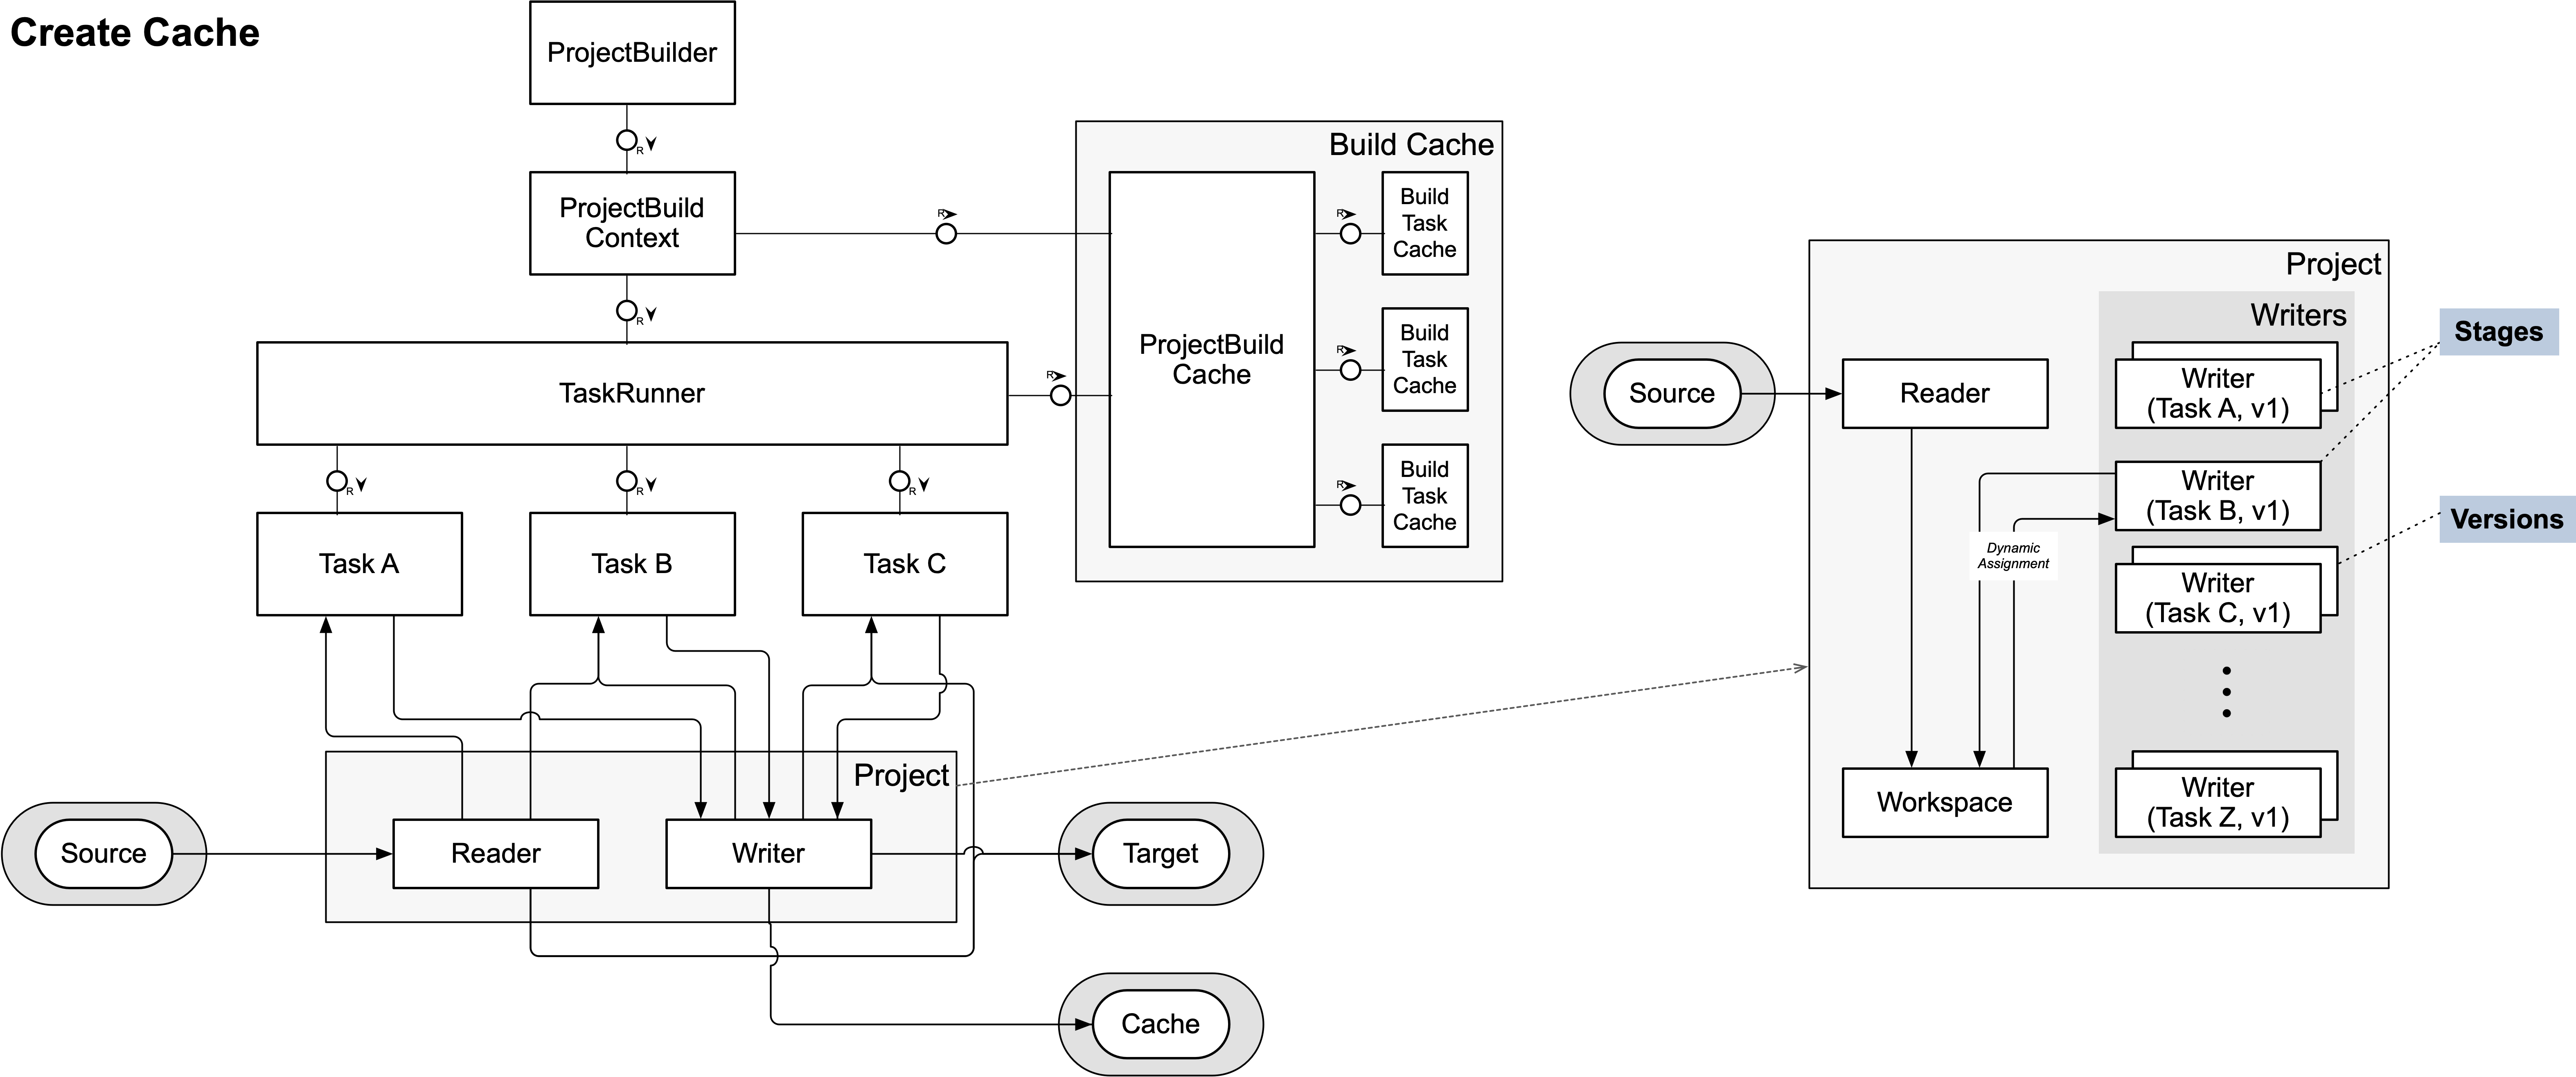 Create Cache
ProjectBuilder
R
ProjectBuild
Context
R
R
TaskRunner
R
R
R
R
Task A
Task B
Task C
Build Cache
ProjectBuild
Cache
R
Build
Task
Cache
R
Build
Task
Cache
R
Build
Task
Cache
Project
Source
Reader
Writer
Target
Cache
Project
Writers
Source
Reader
Writer
(Task A, v1)
Writer
(Task B, v1)
Dynamic
Assignment
Writer
(Task C, v1)
Workspace
Writer
(Task Z, v1)
Stages
Versions